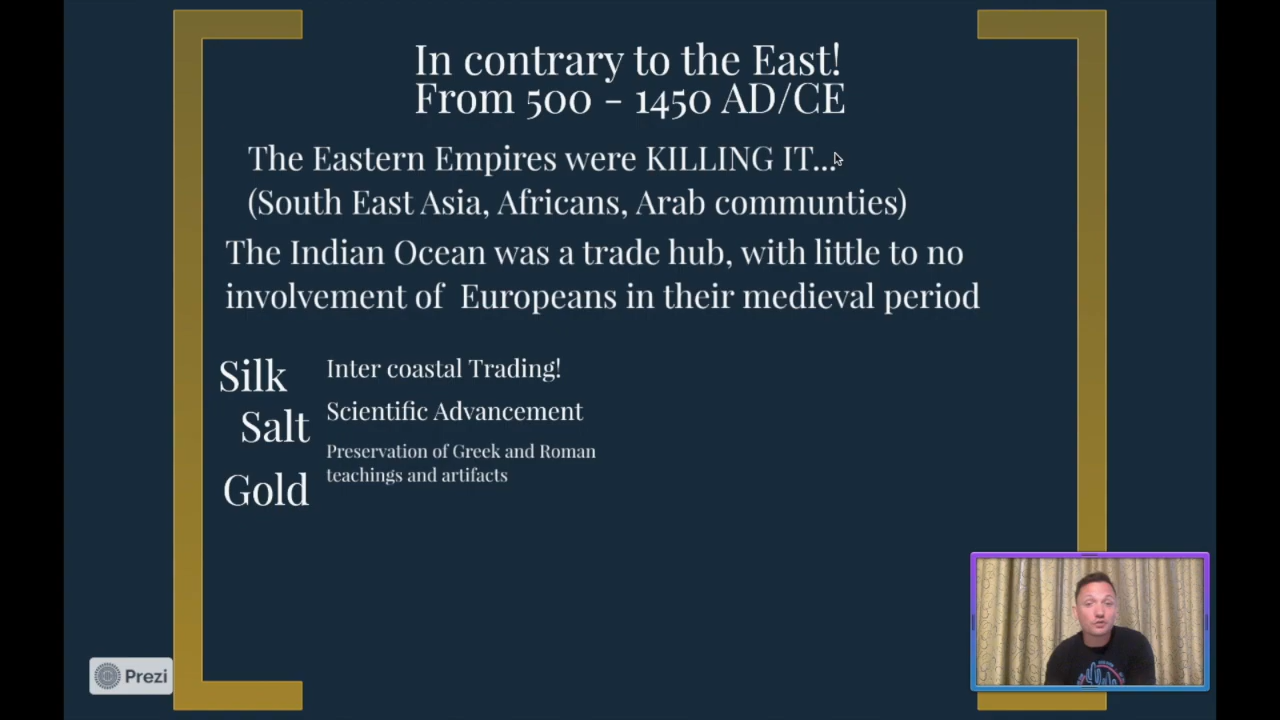 In contrary to the East!
From 500 - 1450 AD/CE
The Eastern Empires were KILLING IT...
(South East Asia, Africans, Arab communties)
The Indian Ocean was a trade hub, with little to no
involvement of Europeans in their medieval period
Silk
Salt
Gold
Inter coastal Trading!
Scientific Advancement
Preservation of Greek and Roman
teachings and artifacts
Prezi